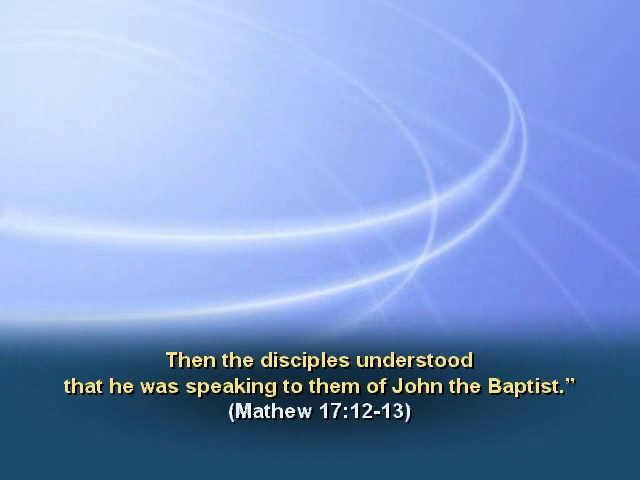 Then the disciples understood
that he was speaking to them of John the Baptist.”
(Mathew 17:12-13)